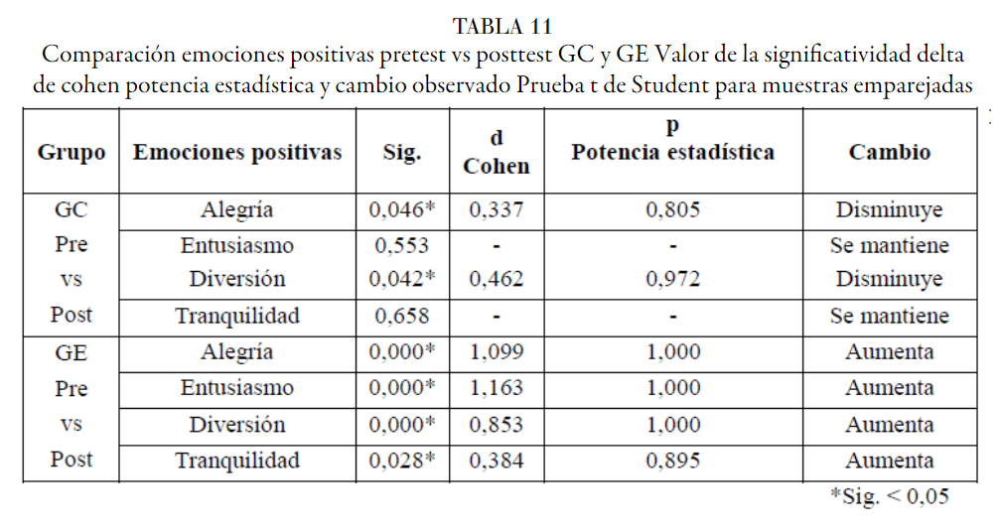 TABLA 11
Comparación emociones positivas pretest vs posttest GC y GE Valor de la significatividad delta
de cohen potencia estadística y cambio observado Prueba t de Student para muestras emparejadas
Grupo Emociones positivas Sig. d Cohen p Potencia estadística Cambio
GC Alegría 0,046* 0,337 0,805 Disminuye
Pre Entusiasmo 0,553 - - Se mantiene
vs Diversión 0,042* 0,462 0,972 Disminuye
Post Tranquilidad 0,658 - - Se mantiene
GE Alegría 0,000* 1,099 1,000 Aumenta
Pre Entusiasmo 0,000* 1,163 1,000 Aumenta
vs Diversión 0,000* 0,853 1,000 Aumenta
Post Tranquilidad 0,028* 0,384 0,895 Aumenta
*Sig. < 0,05